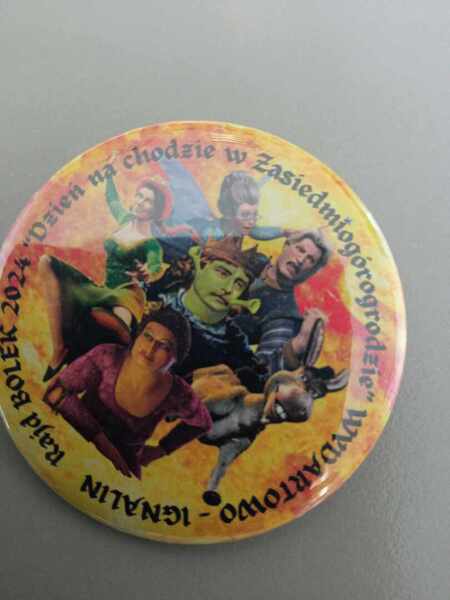 Rajd BOLEK 2024 "Dzień na chodzie w Zasiedmiogórogrodzie" WYDARTOWO - IGNALIN